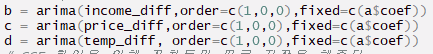 b = arima(income_diff,order=c(1,0,0),fixed=c(a$coef))
c = arima(price_diff,order=c(1,0,0),fixed=c(a$coef))
d = arima(temp_diff, order=c(1,0,0),fixed=c(a$coef))